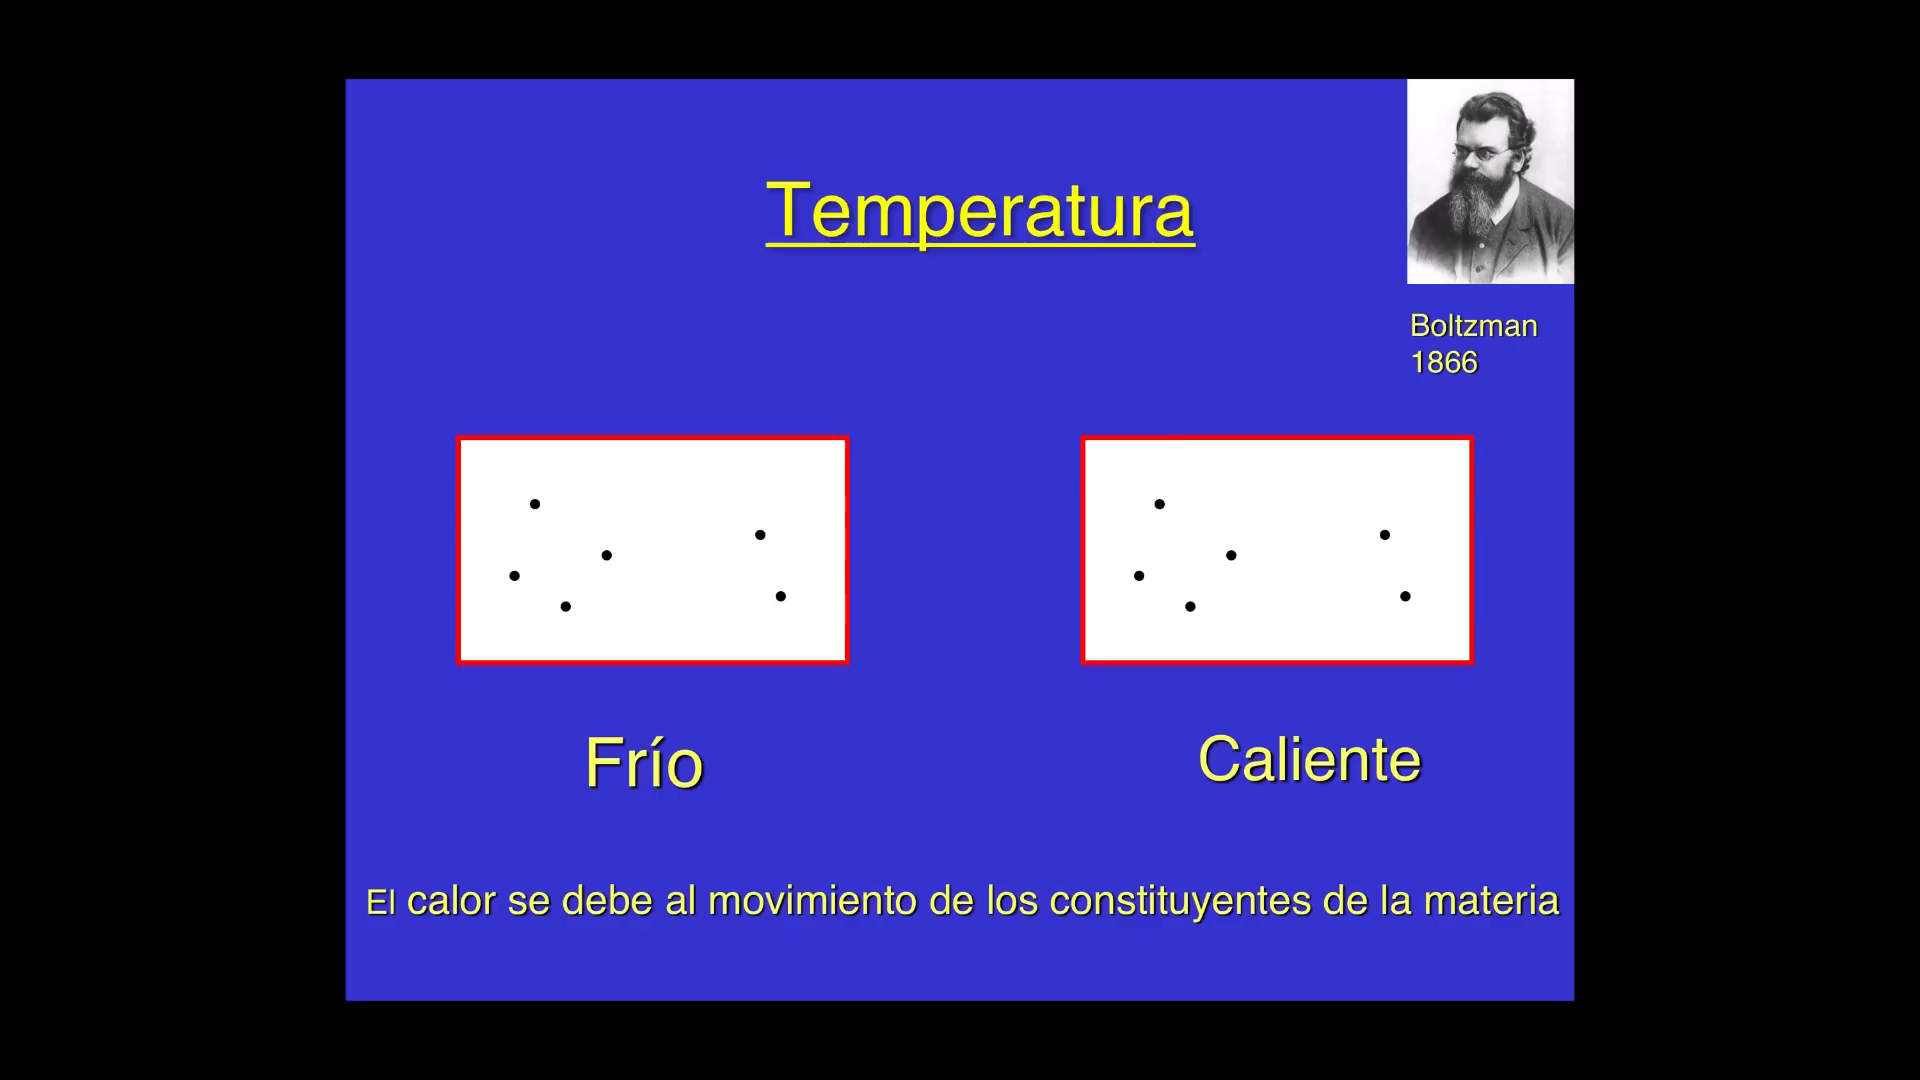 Temperatura
Boltzman
1866
Frío
Caliente
El calor se debe al movimiento de los constituyentes de la materia